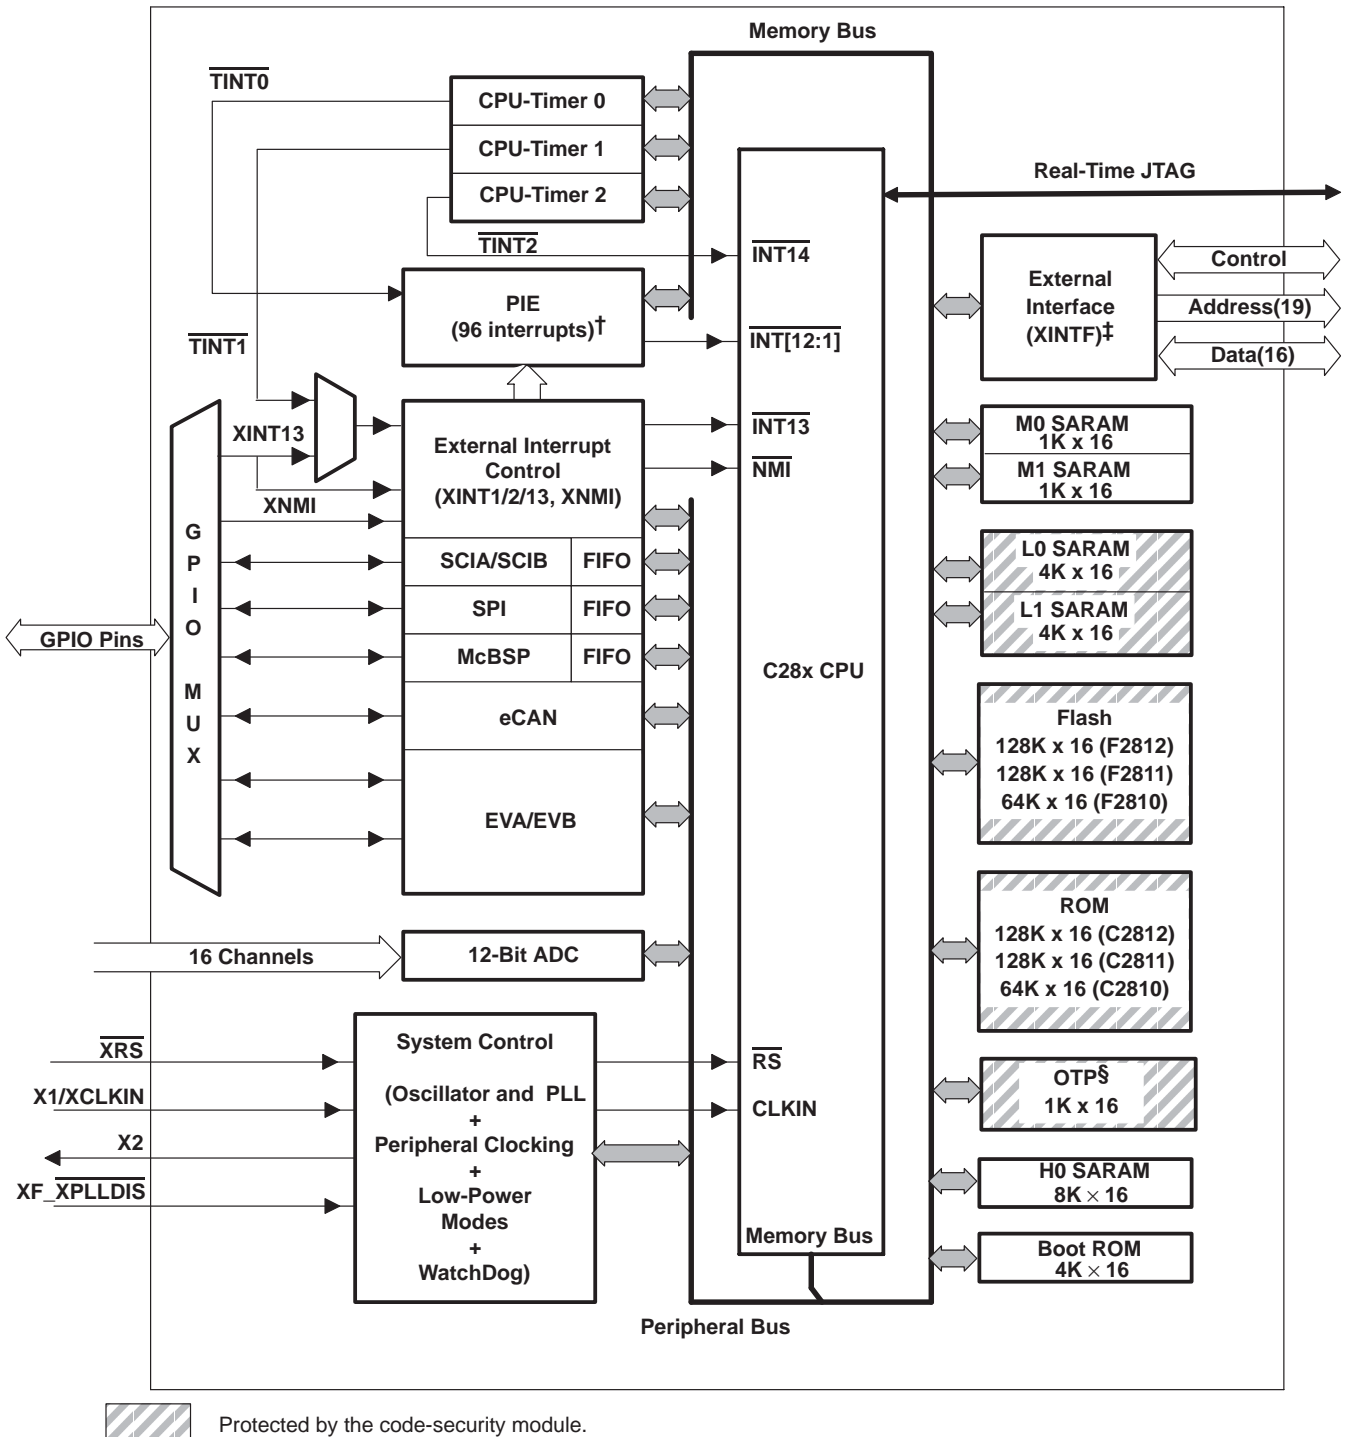 Memory Bus
TINT0
CPU-Timer 0
CPU-Timer 1
CPU-Timer 2
Real-Time JTAG
TINT2
INT14
External
Interface
(XINTF)‡
Control
Address(19)
Data(16)
PIE
(96 interrupts)†
INT[12:1]
TINT1
XINT13
External Interrupt
Control
(XINT1/2/13, XNMI)
INT13
NMI
XNMI
M0 SARAM
1K x 16
M1 SARAM
1K x 16
GPIO Pins
G
P
I
O
M
U
X
SCIA/SCIB
FIFO
SPI
FIFO
McBSP
FIFO
eCAN
EVA/EVB
C28x CPU
L0 SARAM
4K x 16
L1 SARAM
4K x 16
Flash
128K x 16 (F2812)
128K x 16 (F2811)
64K x 16 (F2810)
16 Channels
12-Bit ADC
ROM
128K x 16 (C2812)
128K x 16 (C2811)
64K x 16 (C2810)
XRS
X1/XCLKIN
X2
XF_XPLLDIS
System Control
(Oscillator and PLL
+
Peripheral Clocking
+
Low-Power
Modes
+
WatchDog)
RS
CLKIN
OTP§
1K x 16
H0 SARAM
8K × 16
Memory Bus
Boot ROM
4K × 16
Peripheral Bus
Protected by the code-security module.